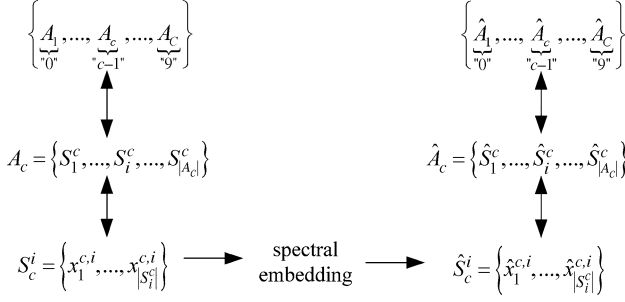 {A_1,...,A_c,...,A_C} {Â_1,...,Â_c,...,Â_C}
"0" "c−1" "9" "0" "c−1" "9"
A_c = {S_1^c,...,S_i^c,...,S_{|A_c|}^c} Â_c = {Ŝ_1^c,...,Ŝ_i^c,...,Ŝ_{|A_c|}^c}
S_c^i = {x_1^{c,i},...,x_{|S_i^c|}^{c,i}} spectral embedding Ŝ_c^i = {x̂_1^{c,i},...,x̂_{|S_i^c|}^{c,i}}